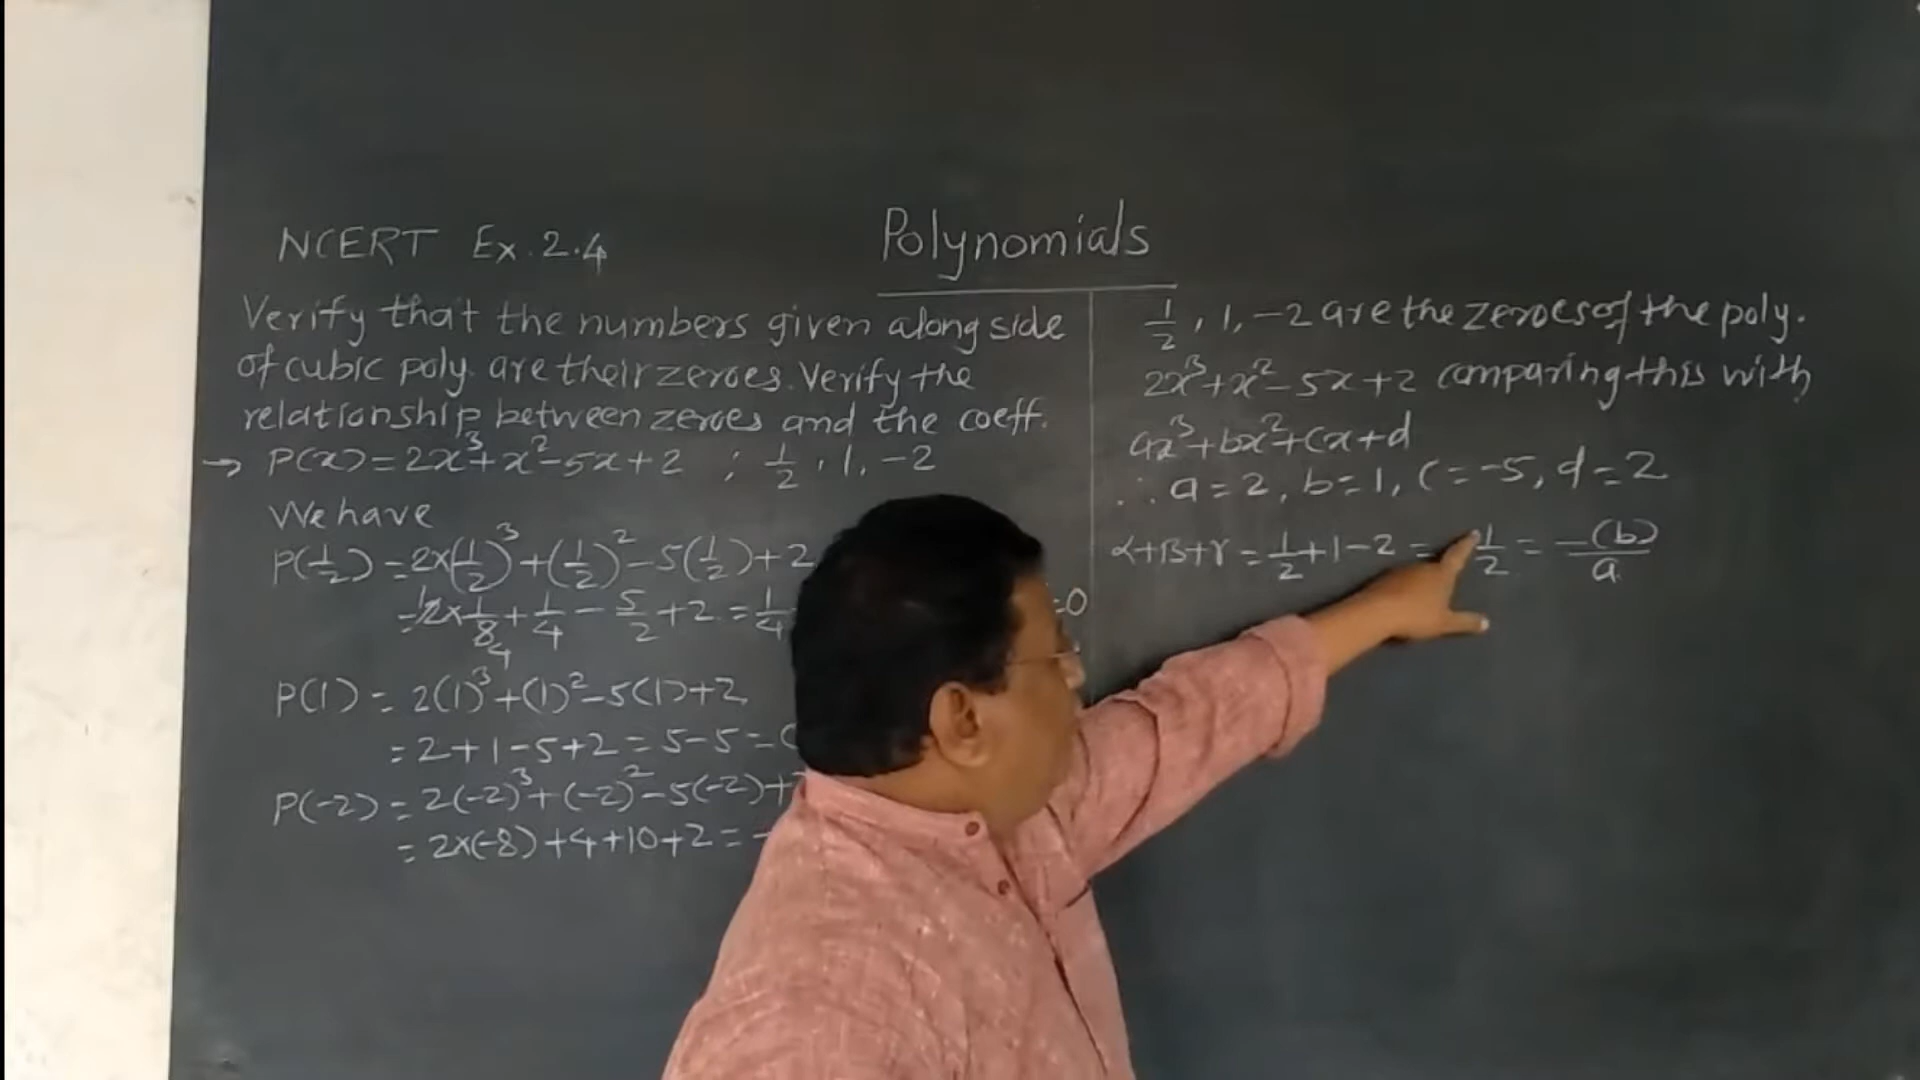 NCERT Ex. 2.4
Polynomials
Verify that the numbers given along side
of cubic poly. are their zeroes. Verify the
relationship between zeroes and the coeff.
→ P(x) = 2x³+x²-5x+2 ; 1/2, 1, -2
We have
P(1/2) = 2×(1/2)³+(1/2)²-5(1/2)+2
= 2×1/8+1/4-5/2+2 = 1/4 =0
4
P(1) = 2(1)³+(1)²-5(1)+2
= 2+1-5+2 = 5-5 =
P(-2) = 2(-2)³+(-2)²-5(-2)+
= 2×(-8)+4+10+2 = -
1/2, 1, -2 are the zeroes of the poly.
2x³+x²-5x+2 comparing this with
ax³+bx²+cx+d
∴ a=2, b=1, c=-5, d=2
α+β+γ = 1/2+1-2 = 1/2 = -(b)/a